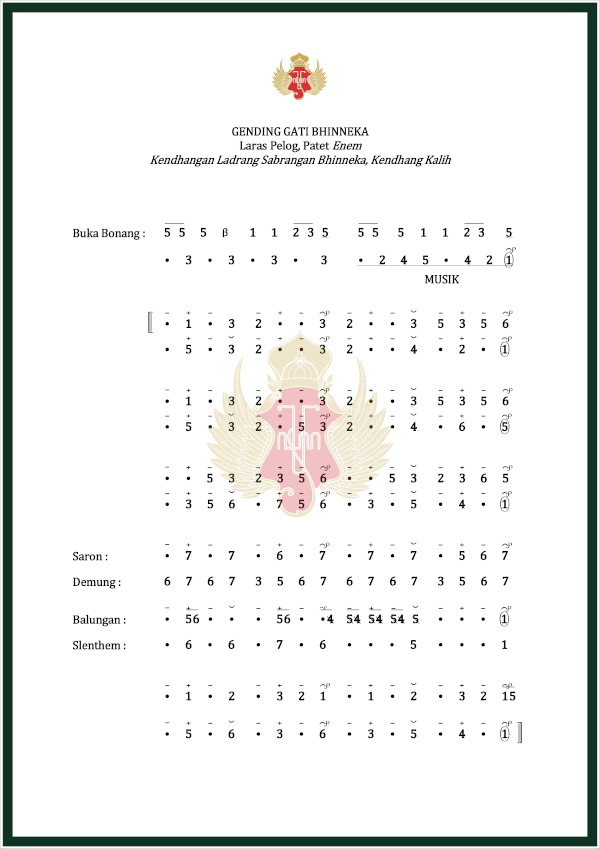 GENDING GATI BHINNEKA
Laras Pelog, Patet Enem
Kendhangan Ladrang Sabrangan Bhinneka, Kendhang Kalih
Buka Bonang : 5 5 5 β 1 1 2 3 5 5 5 5 1 1 2 3 5
• 3 • 3 • 3 • 3 • 2 4 5 • 4 2 1
MUSIK
• 1 • 3 2 • • 3 2 • • 3 5 3 5 6
• 5 • 3 2 • • 3 2 • • 4 • 2 • 1
• 1 • 3 2 • • 3 2 • • 3 5 3 5 6
• 5 • 3 2 • 5 3 2 • • 4 • 6 • 5
• • 5 3 2 3 5 6 • • 5 3 2 3 6 5
• 3 5 6 • 7 5 6 • 3 • 5 • 4 • 1
Saron : • 7 • 7 • 6 • 7 • 7 • 7 • 5 6 7
Demung : 6 7 6 7 3 5 6 7 6 7 6 7 3 5 6 7
Balungan : • 56 • • • 56 • •4 54 54 54 5 • • • 1
Slenthem : • 6 • 6 • 7 • 6 • • • 5 • • • 1
• 1 • 2 • 3 2 1 • 1 • 2 • 3 2 15
• 5 • 6 • 3 • 6 • 3 • 5 • 4 • 1